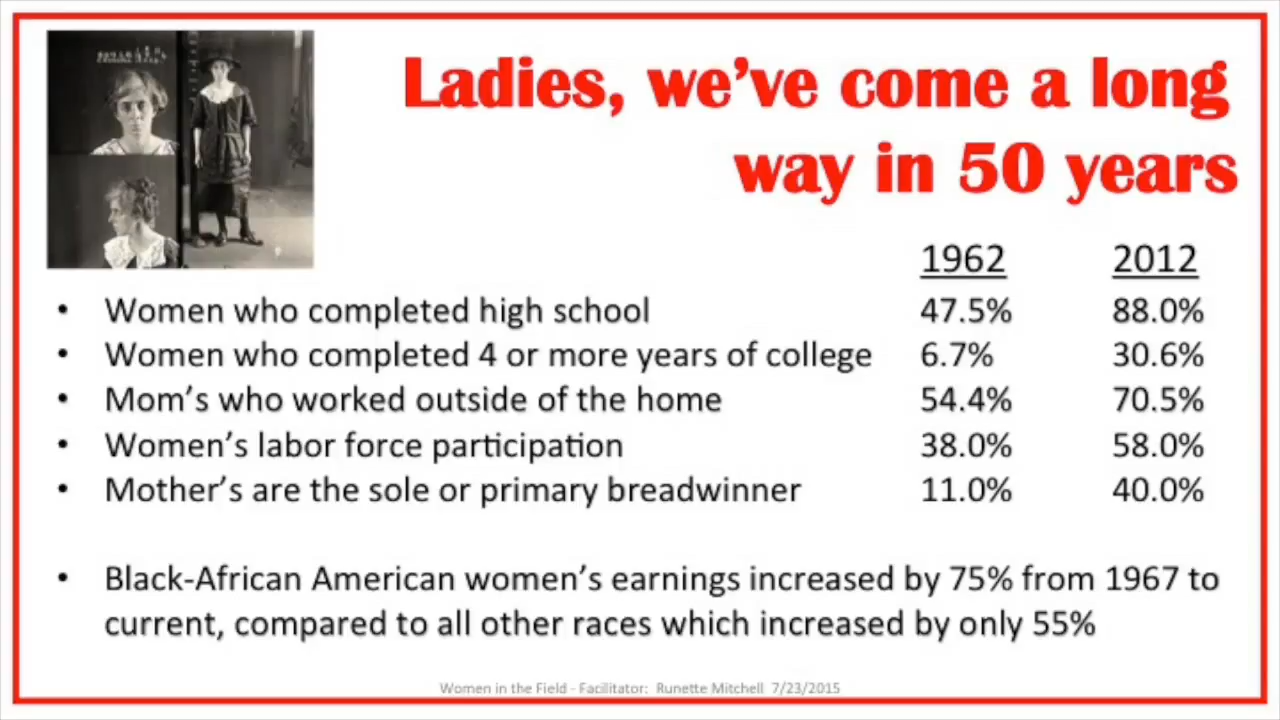 Ladies, we've come a long
way in 50 years
1962 2012
• Women who completed high school 47.5% 88.0%
• Women who completed 4 or more years of college 6.7% 30.6%
• Mom's who worked outside of the home 54.4% 70.5%
• Women's labor force participation 38.0% 58.0%
• Mother's are the sole or primary breadwinner 11.0% 40.0%
• Black-African American women's earnings increased by 75% from 1967 to
current, compared to all other races which increased by only 55%
Women in the Field - Facilitator: Runette Mitchell 7/23/2015